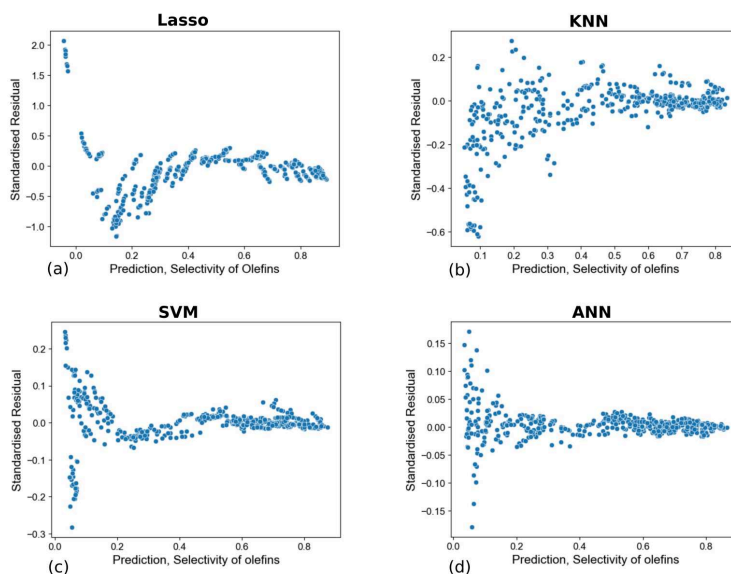 Lasso
Standardised Residual
2.0
1.5
1.0
0.5
0.0
−0.5
−1.0
0.0 0.2 0.4 0.6 0.8
(a) Prediction, Selectivity of Olefins
KNN
Standardised Residual
0.2
0.0
−0.2
−0.4
−0.6
0.1 0.2 0.3 0.4 0.5 0.6 0.7 0.8
(b) Prediction, Selectivity of olefins
SVM
Standardised Residual
0.2
0.1
0.0
−0.1
−0.2
−0.3
0.0 0.2 0.4 0.6 0.8
(c) Prediction, Selectivity of olefins
ANN
Standardised Residual
0.15
0.10
0.05
0.00
−0.05
−0.10
−0.15
0.0 0.2 0.4 0.6 0.8
(d) Prediction, Selectivity of olefins